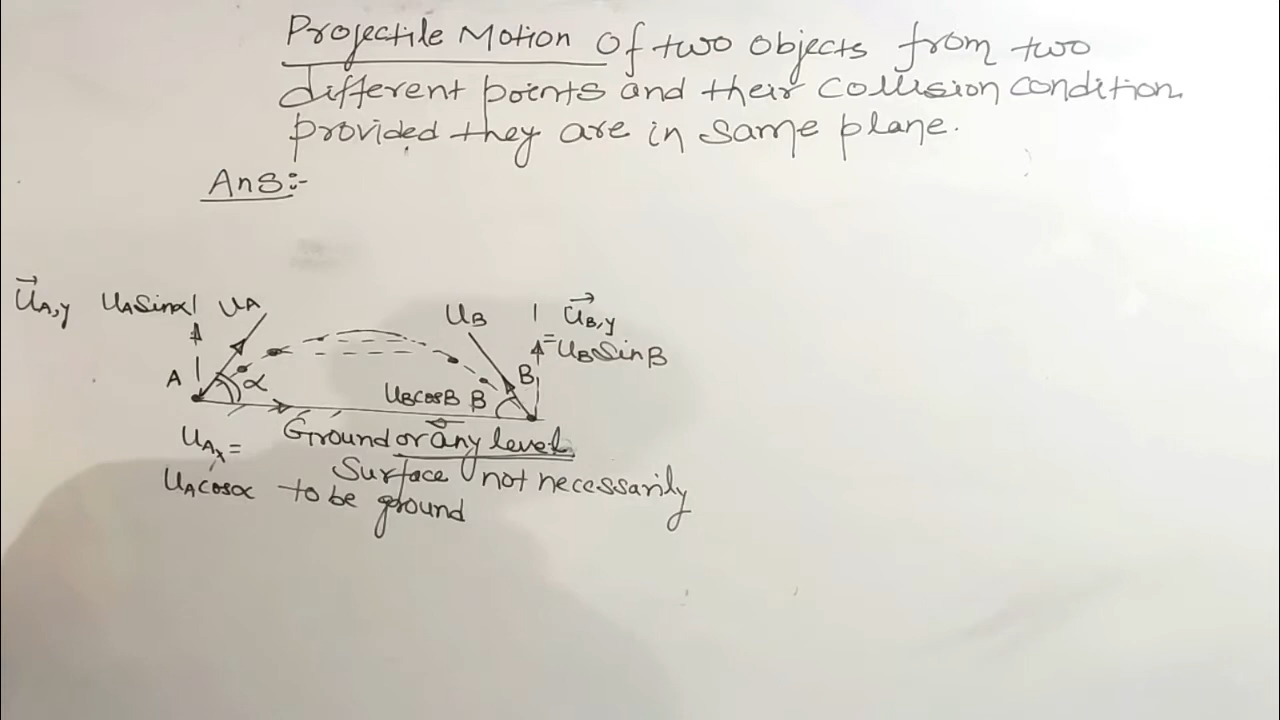 Projectile Motion of two objects from two
different points and their collision condition
provided they are in same plane.
Ans:-
U⃗A,y UA Sinα UA
UB U⃗B,y
= UB Sin B
A α UB cos B B B
UAx =
UA cosα
Ground or any level
Surface not necessarily
to be ground